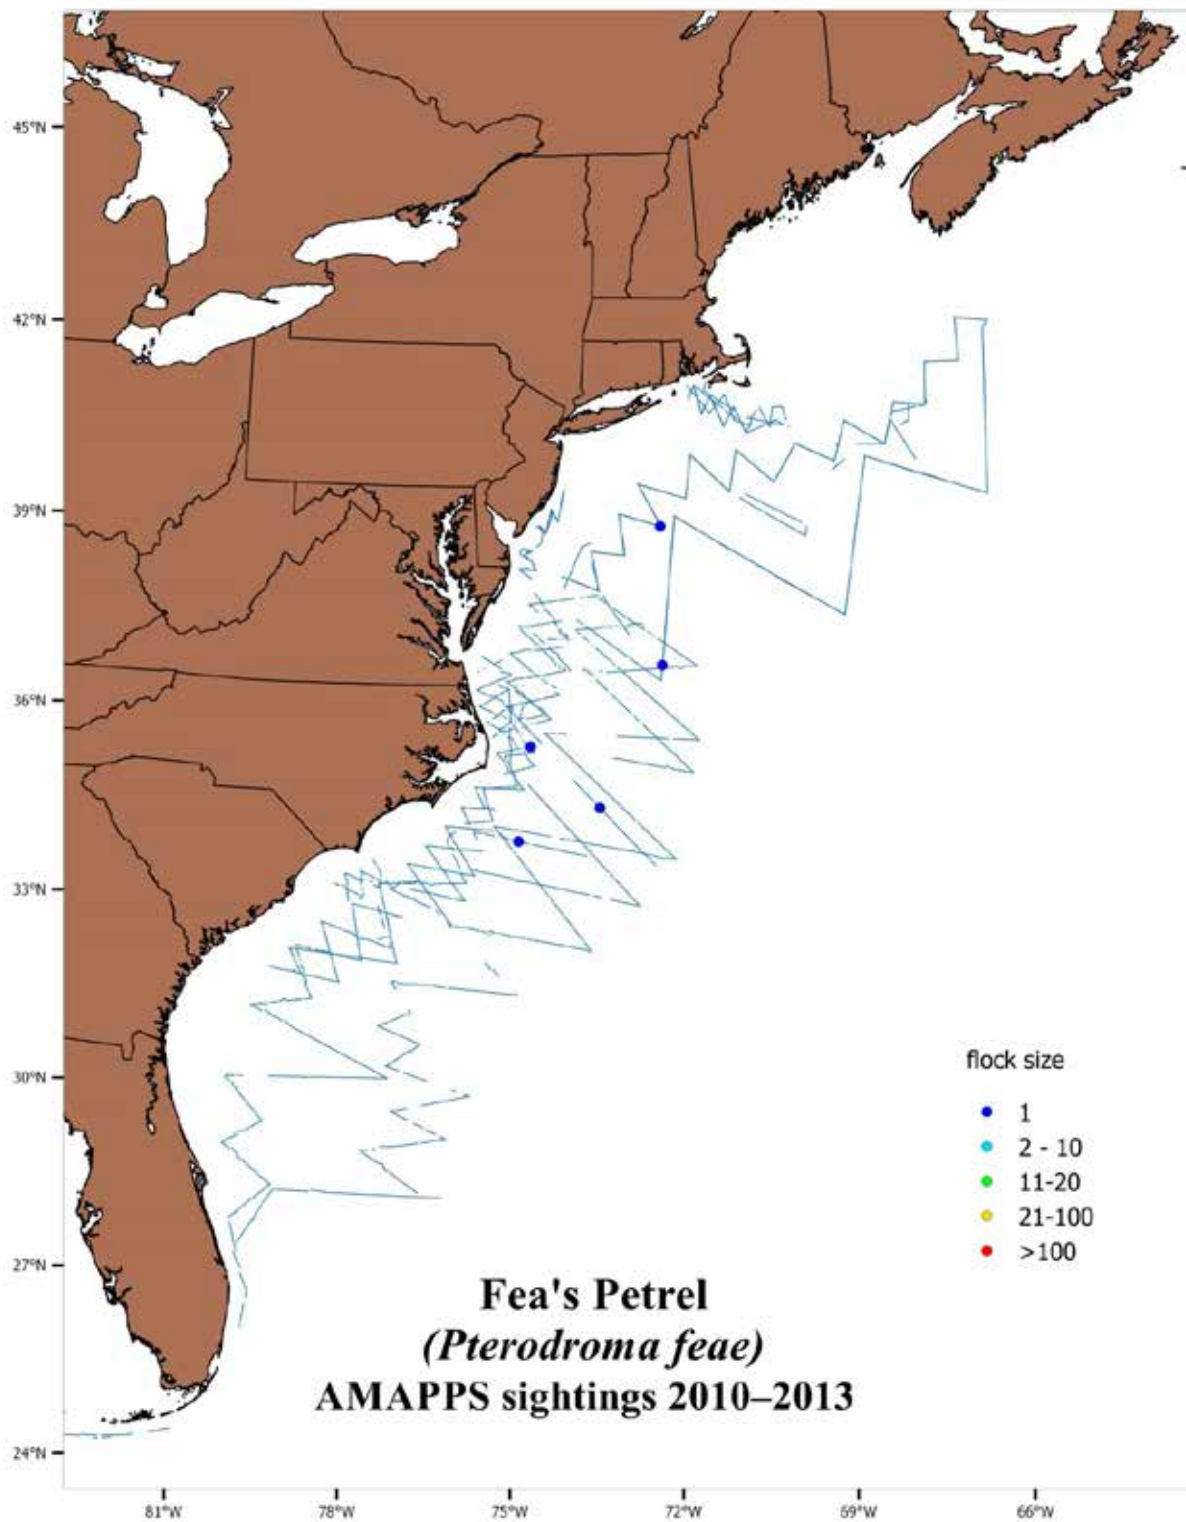 45°N
42°N
39°N
36°N
33°N
30°N
27°N
24°N
flock size
1
2 - 10
11-20
21-100
>100
Fea's Petrel
(Pterodroma feae)
AMAPPS sightings 2010–2013
81°W 78°W 75°W 72°W 69°W 66°W